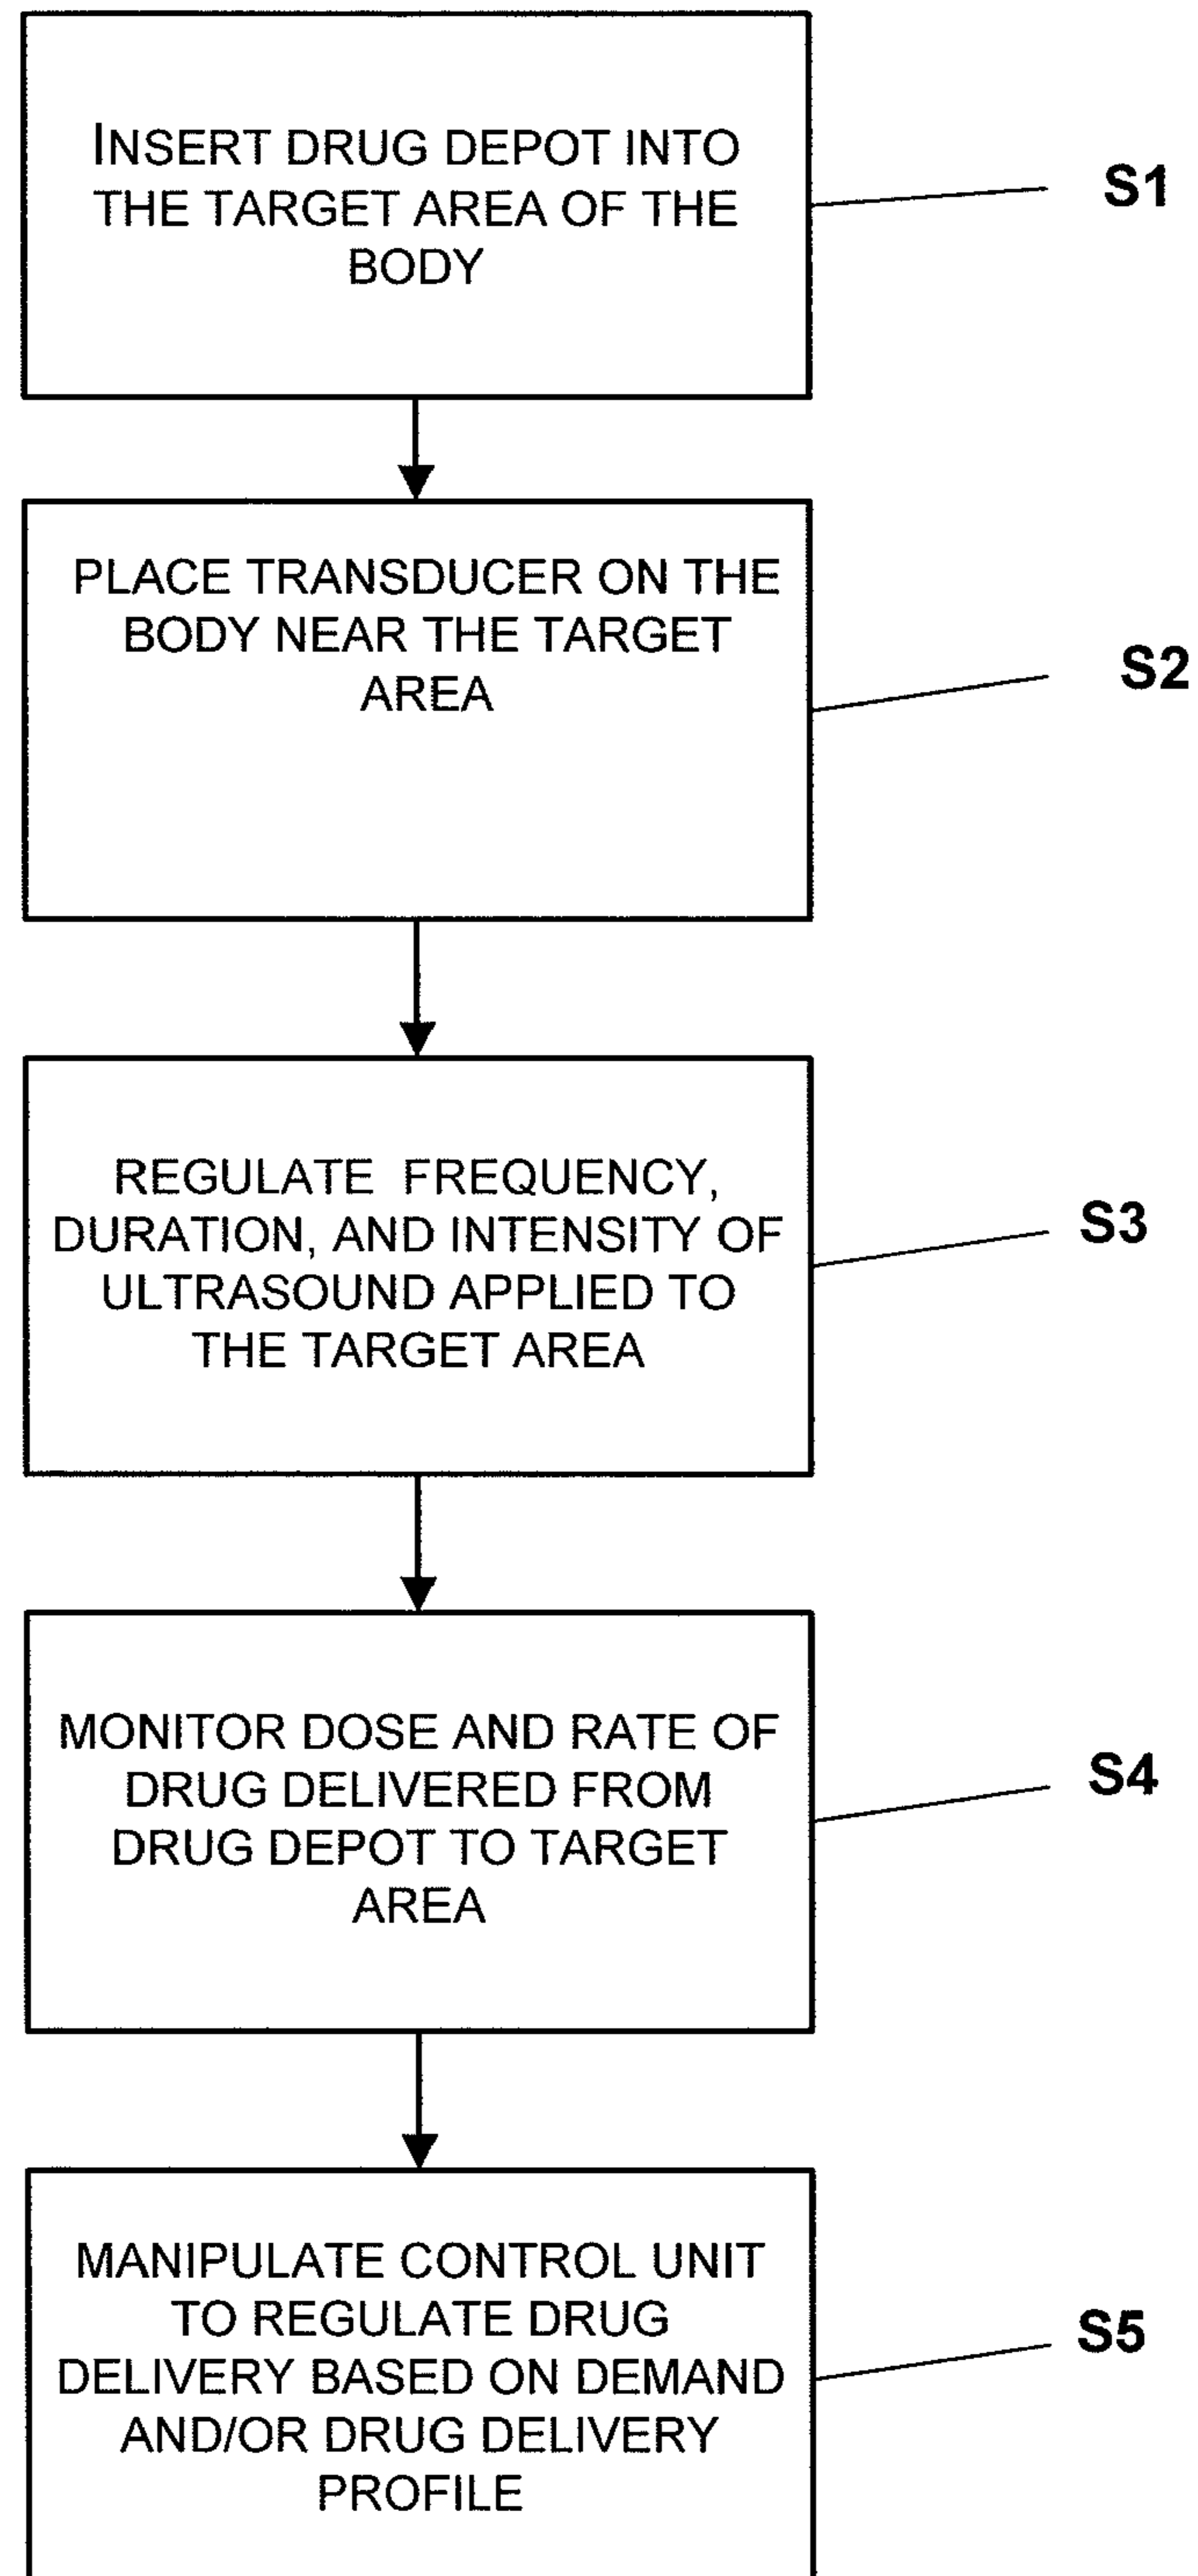 INSERT DRUG DEPOT INTO
THE TARGET AREA OF THE
BODY
S1
PLACE TRANSDUCER ON THE
BODY NEAR THE TARGET
AREA
S2
REGULATE FREQUENCY,
DURATION, AND INTENSITY OF
ULTRASOUND APPLIED TO
THE TARGET AREA
S3
MONITOR DOSE AND RATE OF
DRUG DELIVERED FROM
DRUG DEPOT TO TARGET
AREA
S4
MANIPULATE CONTROL UNIT
TO REGULATE DRUG
DELIVERY BASED ON DEMAND
AND/OR DRUG DELIVERY
PROFILE
S5